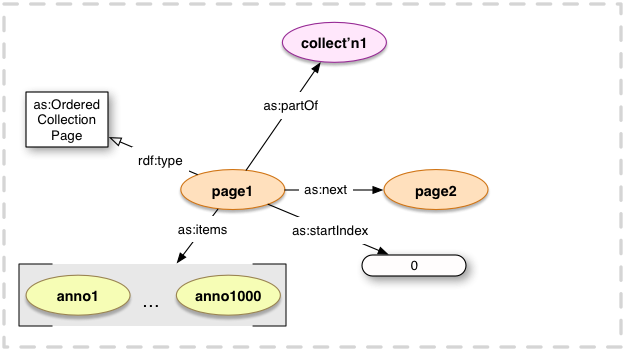 collect'n1
as:partOf
as:Ordered
Collection
Page
rdf:type
page1
as:next
page2
as:items
as:startIndex
0
anno1
...
anno1000